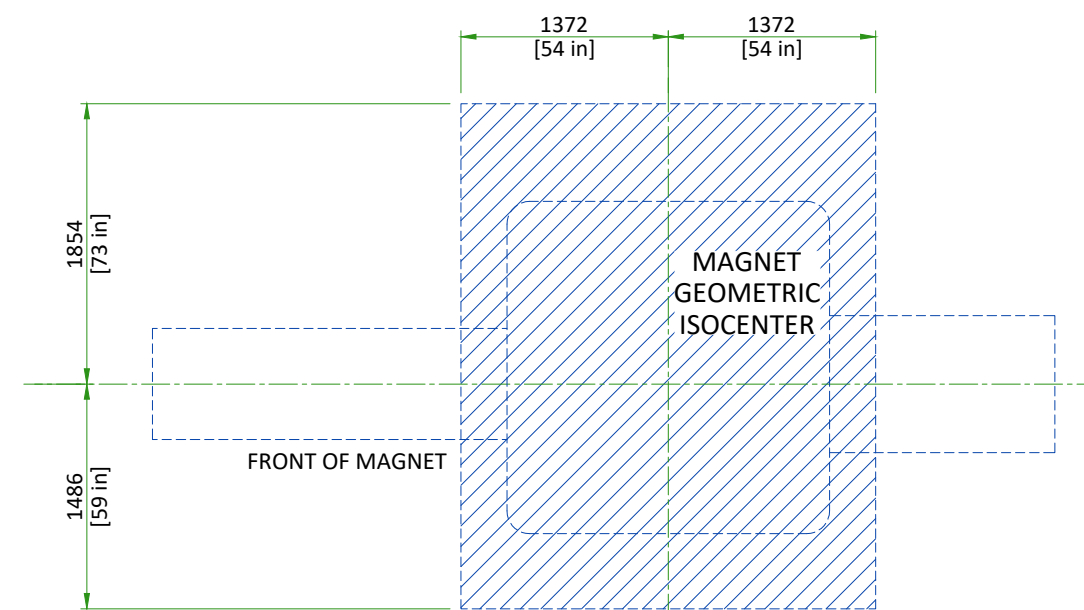 1372
[54 in]
1372
[54 in]
1854
[73 in]
MAGNET
GEOMETRIC
ISOCENTER
FRONT OF MAGNET
1486
[59 in]